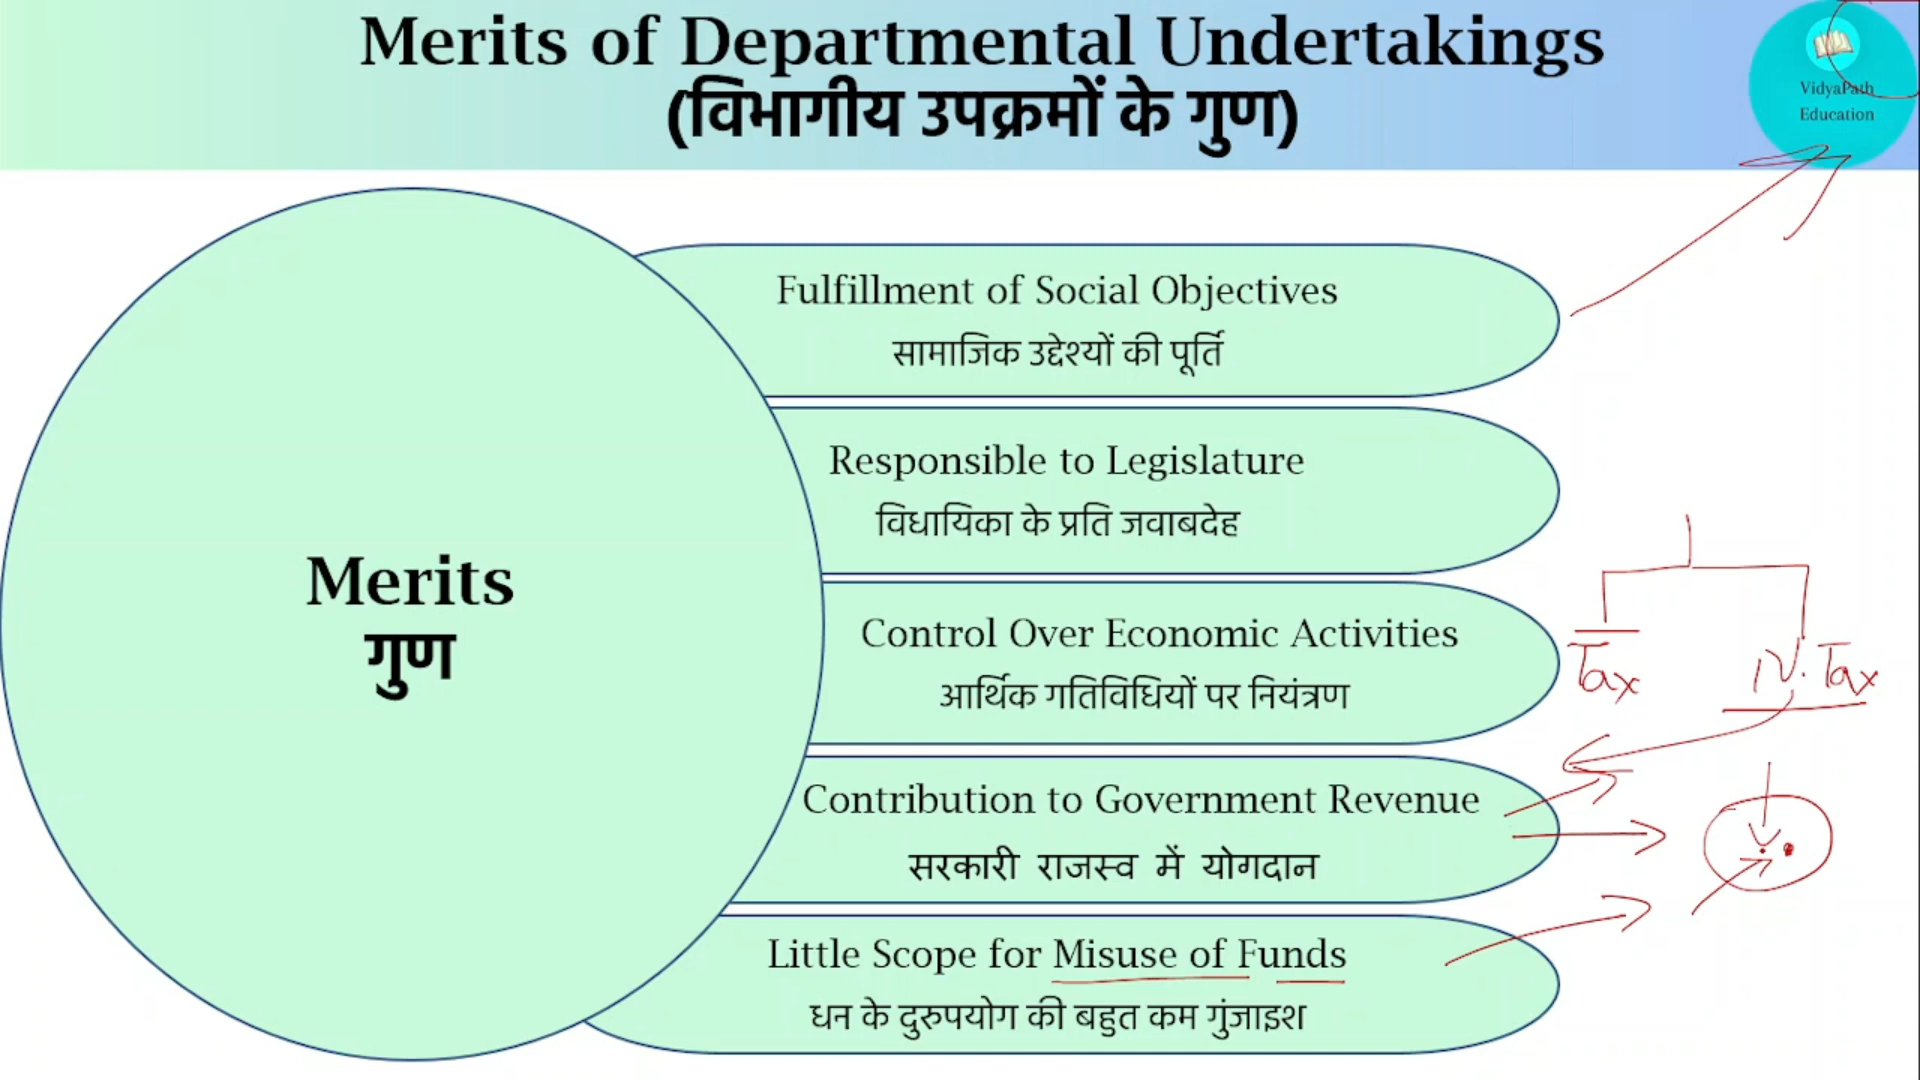 Merits of Departmental Undertakings
(विभागीय उपक्रमों के गुण)
VidyaPath
Education
Merits
गुण
Fulfillment of Social Objectives
सामाजिक उद्देश्यों की पूर्ति
Responsible to Legislature
विधायिका के प्रति जवाबदेह
Control Over Economic Activities
आर्थिक गतिविधियों पर नियंत्रण
Contribution to Government Revenue
सरकारी राजस्व में योगदान
Little Scope for Misuse of Funds
धन के दुरुपयोग की बहुत कम गुंजाइश
Tax
N. Tax